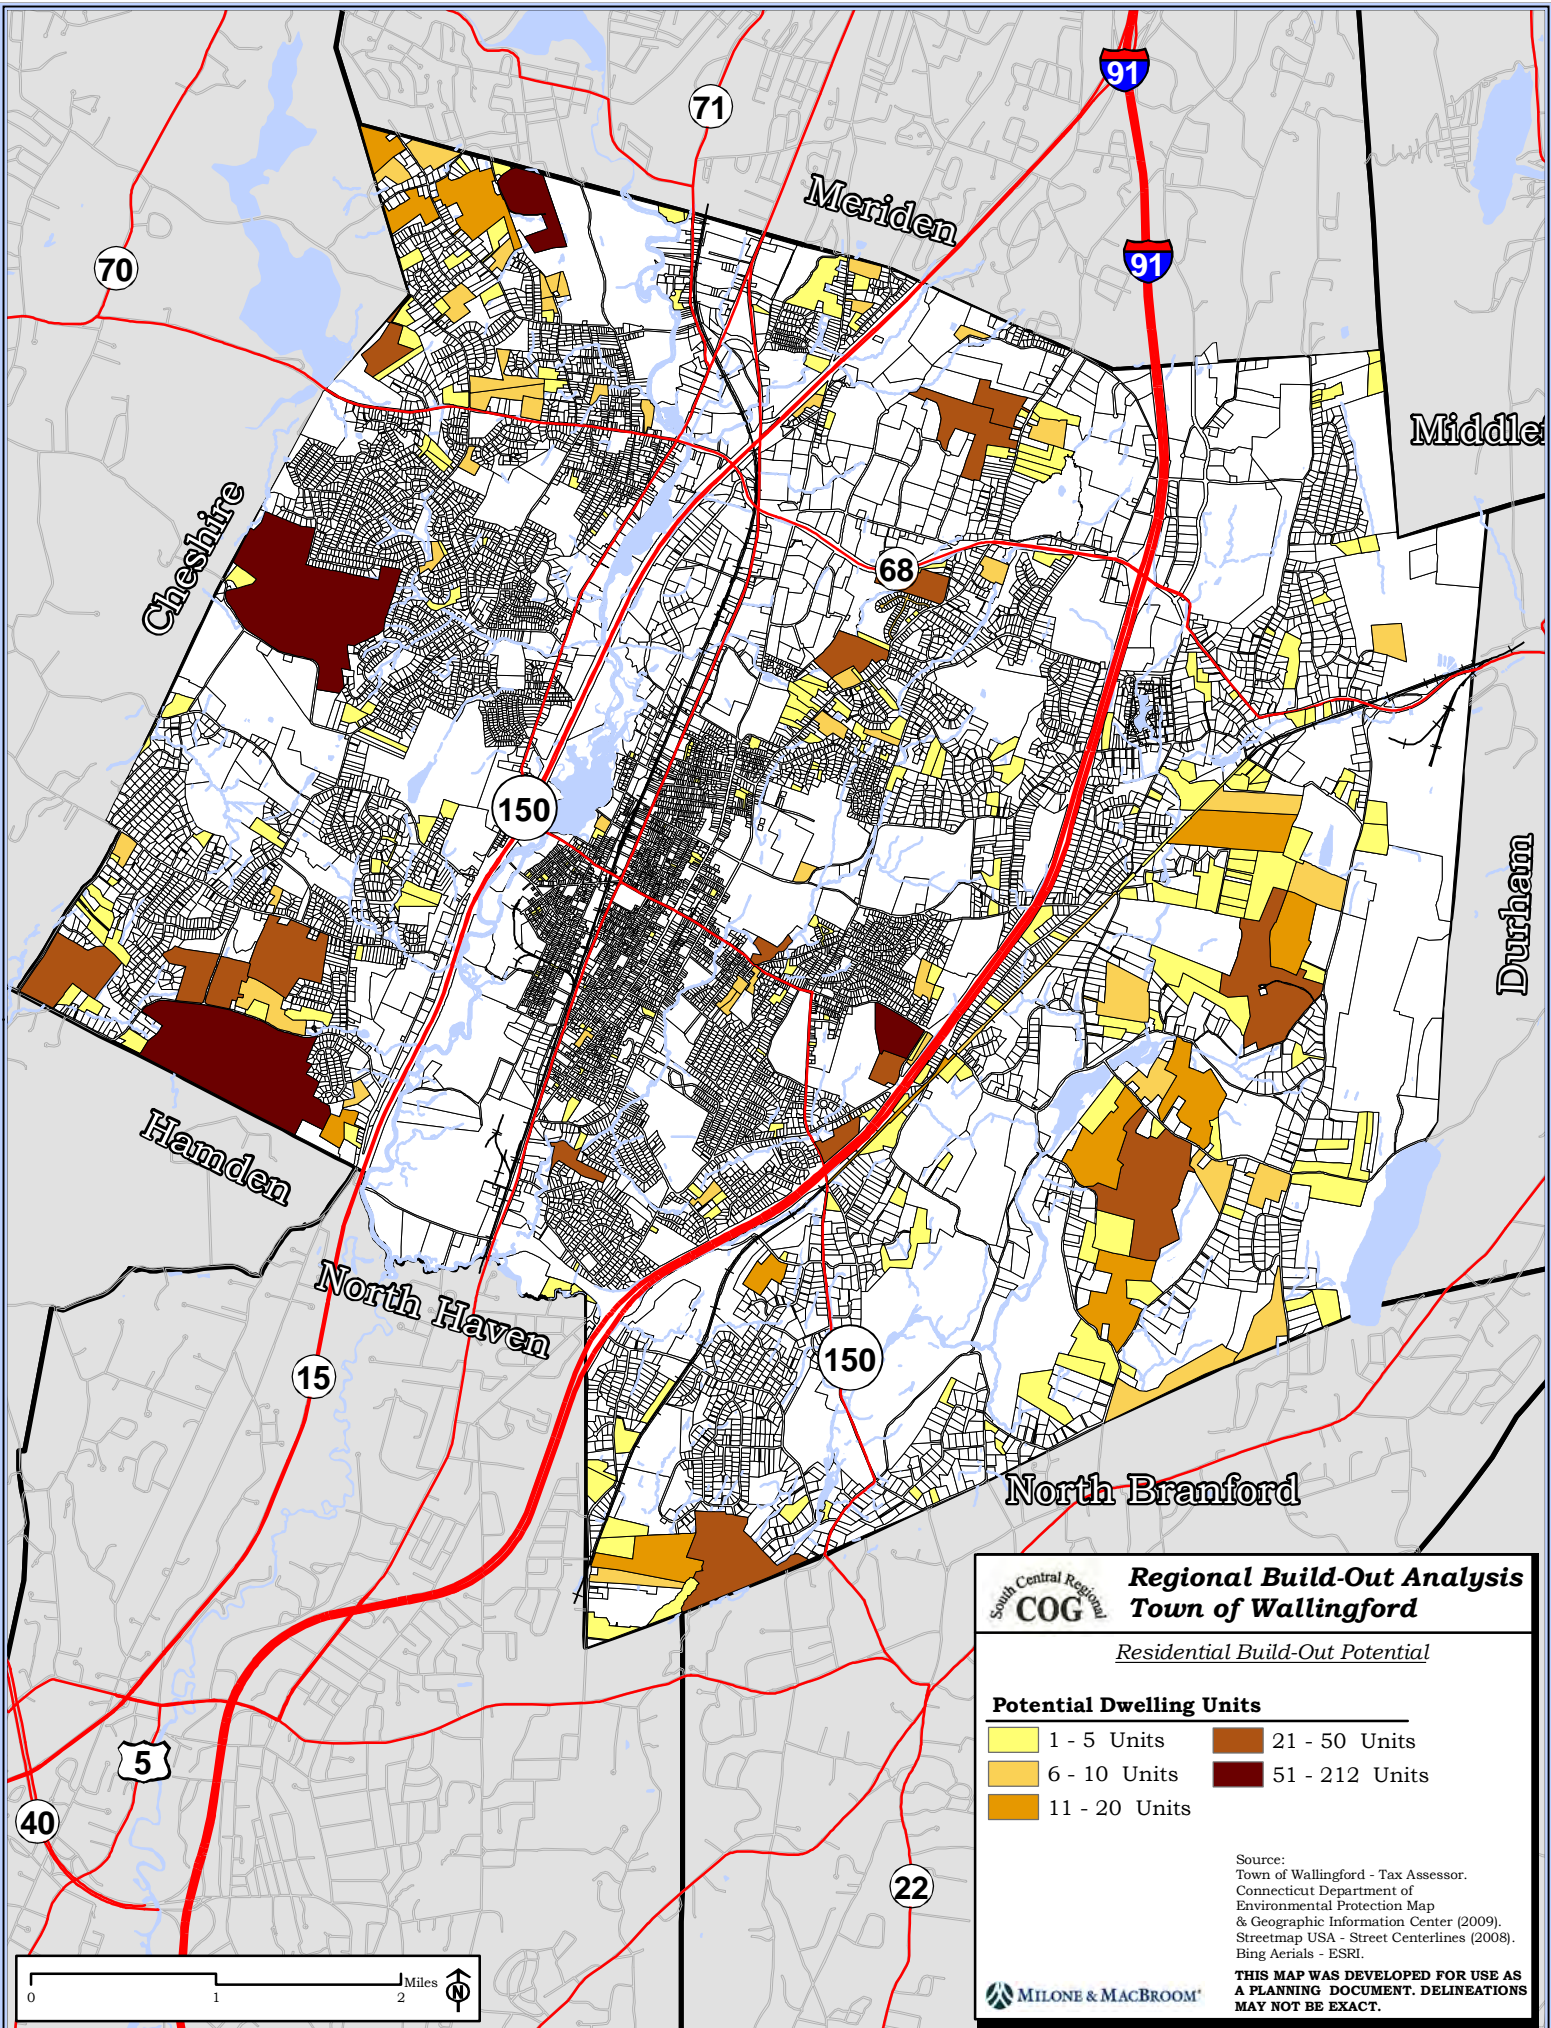 91
71
Meriden
91
70
Middle
Cheshire
68
150
Durham
Hamden
North Haven
150
15
North Branford
South Central Regional
COG
Regional Build-Out Analysis
Town of Wallingford
Residential Build-Out Potential
Potential Dwelling Units
1 - 5 Units
21 - 50 Units
6 - 10 Units
51 - 212 Units
11 - 20 Units
5
40
22
Source:
Town of Wallingford - Tax Assessor.
Connecticut Department of
Environmental Protection Map
& Geographic Information Center (2009).
Streetmap USA - Street Centerlines (2008).
Bing Aerials - ESRI.
THIS MAP WAS DEVELOPED FOR USE AS
A PLANNING DOCUMENT. DELINEATIONS
MAY NOT BE EXACT.
MILONE & MACBROOM
0 1 2 Miles
N